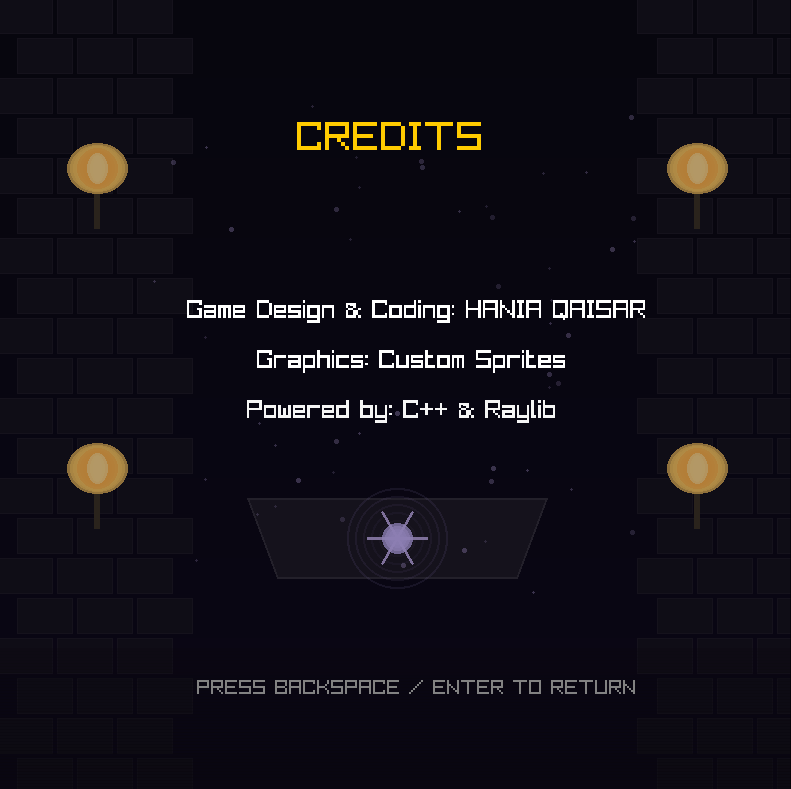 CREDITS
Game Design & Coding: HANIA QAISAR
Graphics: Custom Sprites
Powered by: C++ & Raylib
PRESS BACKSPACE / ENTER TO RETURN